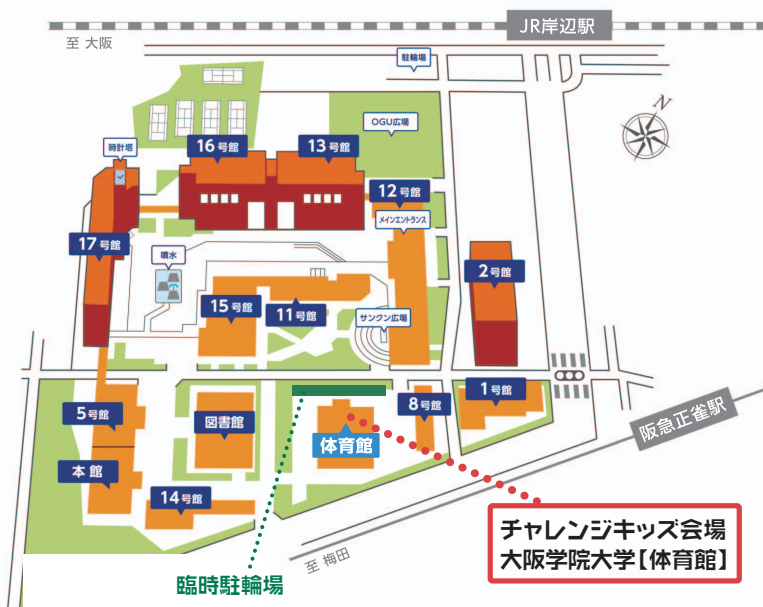 JR岸辺駅
至 大阪
駐輪場
OGU広場
N
時計塔
16号館
13号館
12号館
メインエントランス
17号館
噴水
2号館
15号館
11号館
サンクン広場
5号館
図書館
体育館
8号館
1号館
阪急正雀駅
本館
14号館
チャレンジキッズ会場
大阪学院大学【体育館】
至 梅田
臨時駐輪場